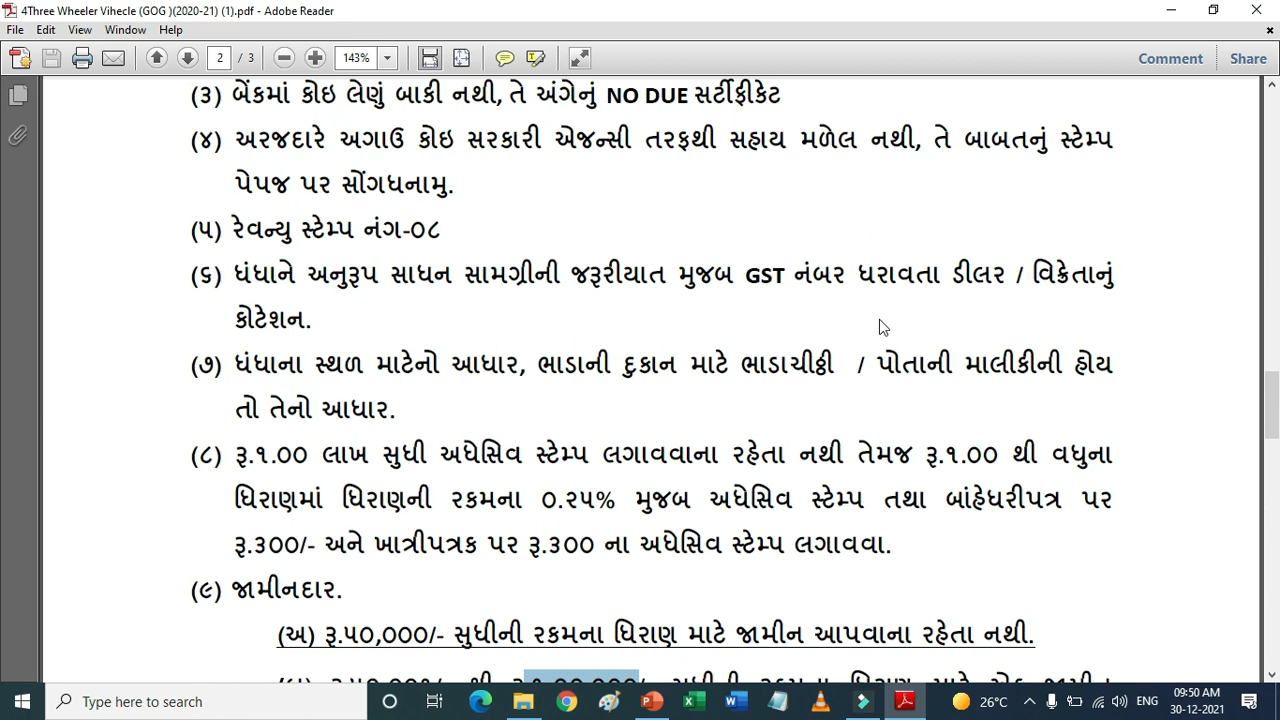 4Three Wheeler Vihecle (GOG )(2020-21) (1).pdf - Adobe Reader
File Edit View Window Help
2 / 3 143% Comment Share
(૩) બેંકમાં કોઇ લેણું બાકી નથી, તે અંગેનું NO DUE સર્ટીફીકેટ
(૪) અરજદારે અગાઉ કોઇ સરકારી એજન્સી તરફથી સહાય મળેલ નથી, તે બાબતનું સ્ટેમ્પ
પેપજ પર સોંગધનામુ.
(૫) રેવન્યુ સ્ટેમ્પ નંગ-૦૮
(૬) ધંધાને અનુરૂપ સાધન સામગ્રીની જરૂરીયાત મુજબ GST નંબર ધરાવતા ડીલર / વિક્રેતાનું
કોટેશન.
(૭) ધંધાના સ્થળ માટેનો આધાર, ભાડાની દુકાન માટે ભાડાચીઠ્ઠી / પોતાની માલીકીની હોય
તો તેનો આધાર.
(૮) રૂ.૧.૦૦ લાખ સુધી અધેસિવ સ્ટેમ્પ લગાવવાના રહેતા નથી તેમજ રૂ.૧.૦૦ થી વધુના
ધિરાણમાં ધિરાણની રકમના ૦.૨૫% મુજબ અધેસિવ સ્ટેમ્પ તથા બાંહેધરીપત્ર પર
રૂ.૩૦૦/- અને ખાત્રીપત્રક પર રૂ.૩૦૦ ના અધેસિવ સ્ટેમ્પ લગાવવા.
(૯) જામીનદાર.
(અ) રૂ.૫૦,૦૦૦/- સુધીની રકમના ધિરાણ માટે જામીન આપવાના રહેતા નથી.
Type here to search 26°C ENG 09:50 AM
30-12-2021